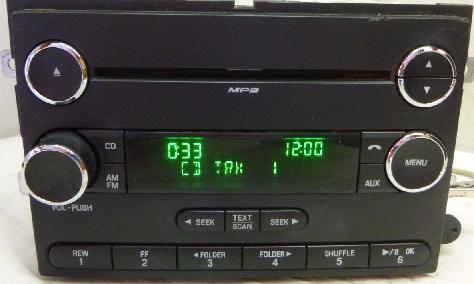 MP3
CD
0:33 12:00
CD TRK 1
AM
FM
MENU
AUX
VOL - PUSH
◄ SEEK TEXT SCAN SEEK ►
REW FF ◄ FOLDER FOLDER ► SHUFFLE ►/II OK
1 2 3 4 5 6